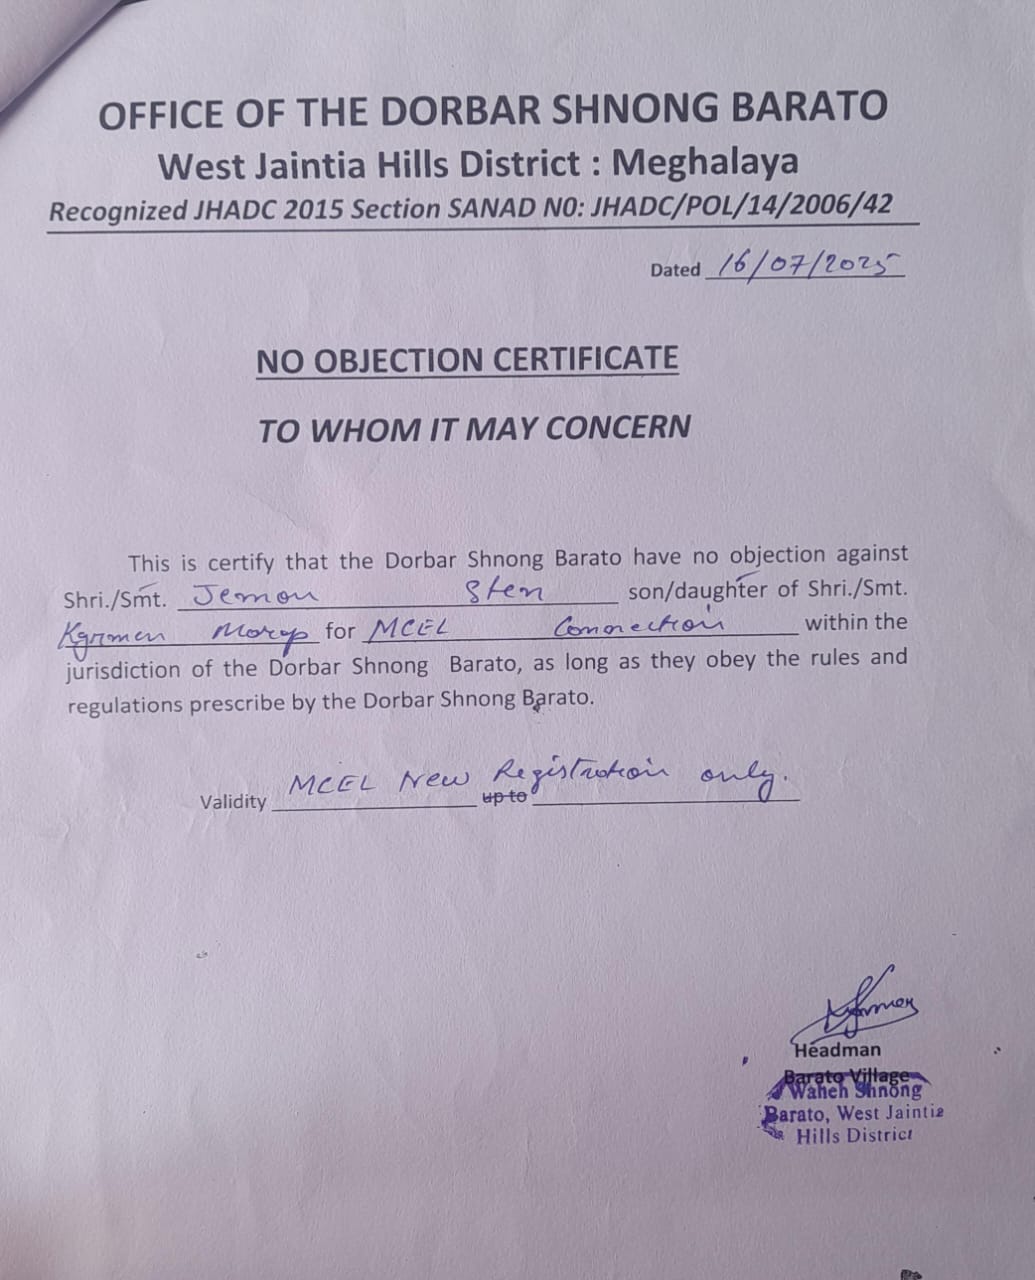 OFFICE OF THE DORBAR SHNONG BARATO
West Jaintia Hills District : Meghalaya
Recognized JHADC 2015 Section SANAD N0: JHADC/POL/14/2006/42
Dated 16/07/2025
NO OBJECTION CERTIFICATE
TO WHOM IT MAY CONCERN
This is certify that the Dorbar Shnong Barato have no objection against
Shri./Smt. Jemon Sten son/daughter of Shri./Smt.
Kyrmen for MCEL Connection within the
jurisdiction of the Dorbar Shnong Barato, as long as they obey the rules and
regulations prescribe by the Dorbar Shnong Barato.
MCEL New Registration only.
Validity up to
Headman
Barato Village
Waheh Shnong
Barato, West Jaintia
Hills District